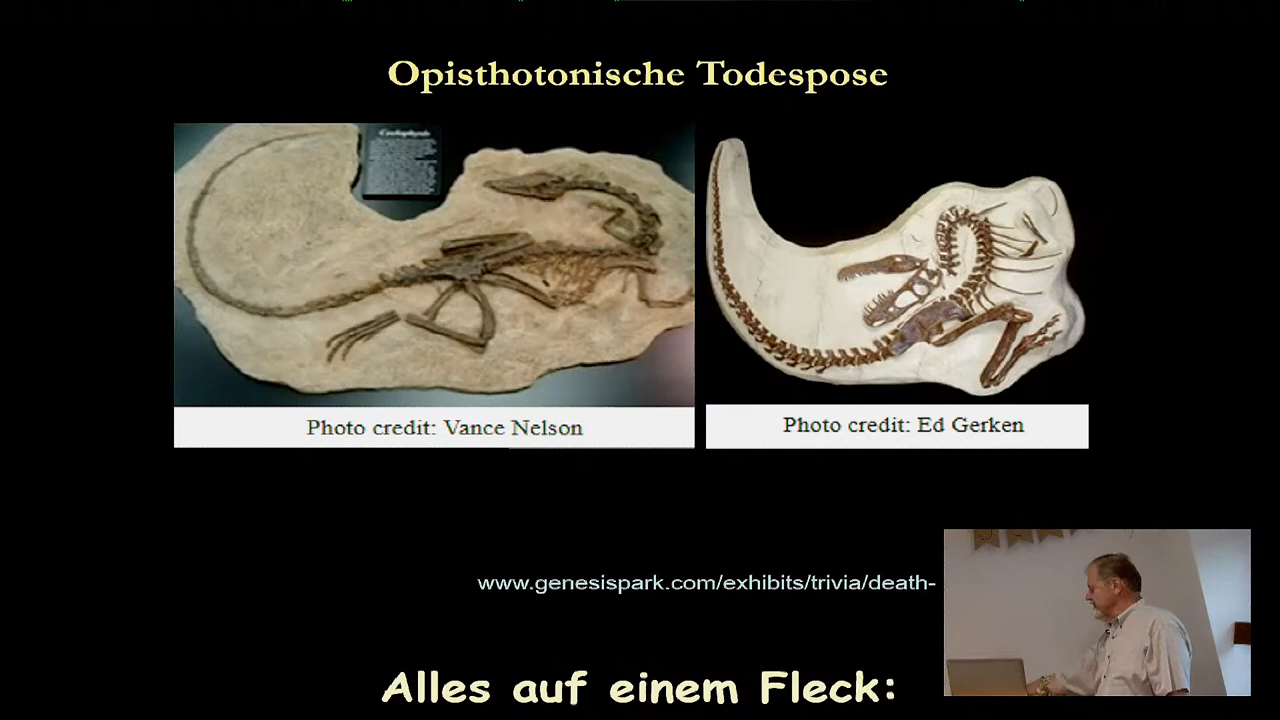 Opisthotonische Todespose
Coelophysis
Photo credit: Vance Nelson
Photo credit: Ed Gerken
www.genesispark.com/exhibits/trivia/death-
Alles auf einem Fleck: